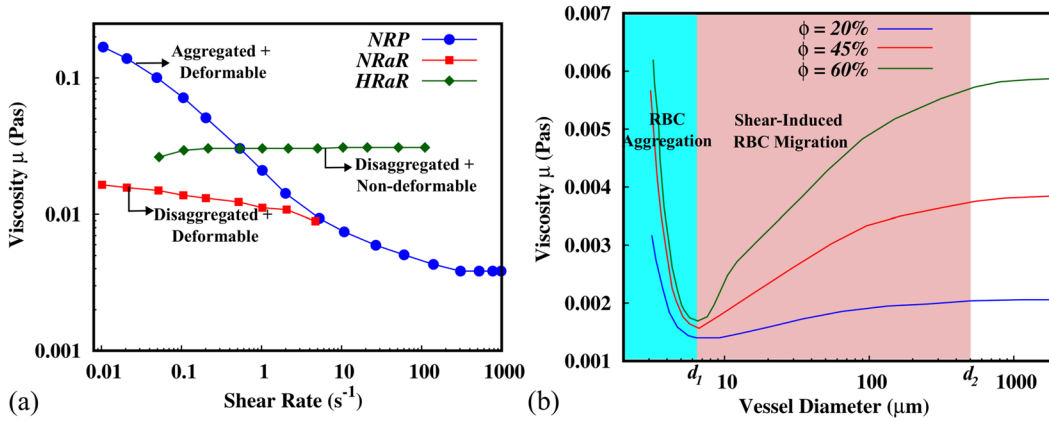 NRP
NRaR
HRaR
Aggregated +
Deformable
Disaggregated +
Non-deformable
Disaggregated +
Deformable
Viscosity μ (Pas)
0.1
0.01
0.001
0.01
0.1
1
10
100
1000
Shear Rate (s⁻¹)
(a)
0.007
0.006
0.005
0.004
0.003
0.002
0.001
Viscosity μ (Pas)
ϕ = 20%
ϕ = 45%
ϕ = 60%
RBC
Aggregation
Shear-Induced
RBC Migration
d₁
10
100
d₂
1000
Vessel Diameter (μm)
(b)